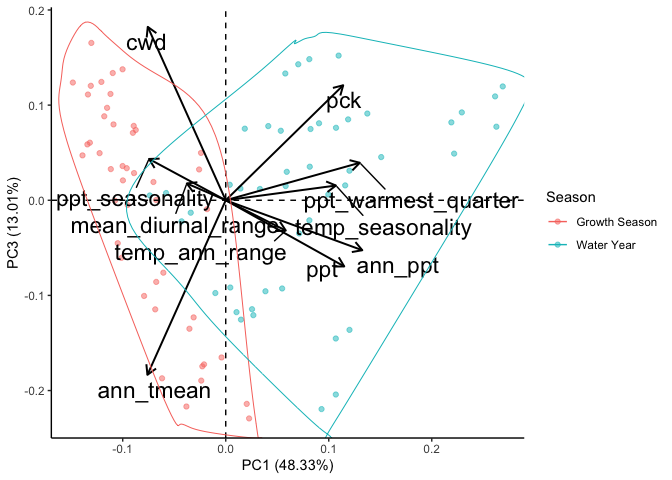 0.2
cwd
0.1
pck
ppt_seasonality
ppt_warmest_quarter
0.0
mean_diurnal_range
temp_seasonality
temp_ann_range
ppt
ann_ppt
-0.1
ann_tmean
-0.2
-0.1
0.0
0.1
0.2
PC1 (48.33%)
PC3 (13.01%)
Season
Growth Season
Water Year